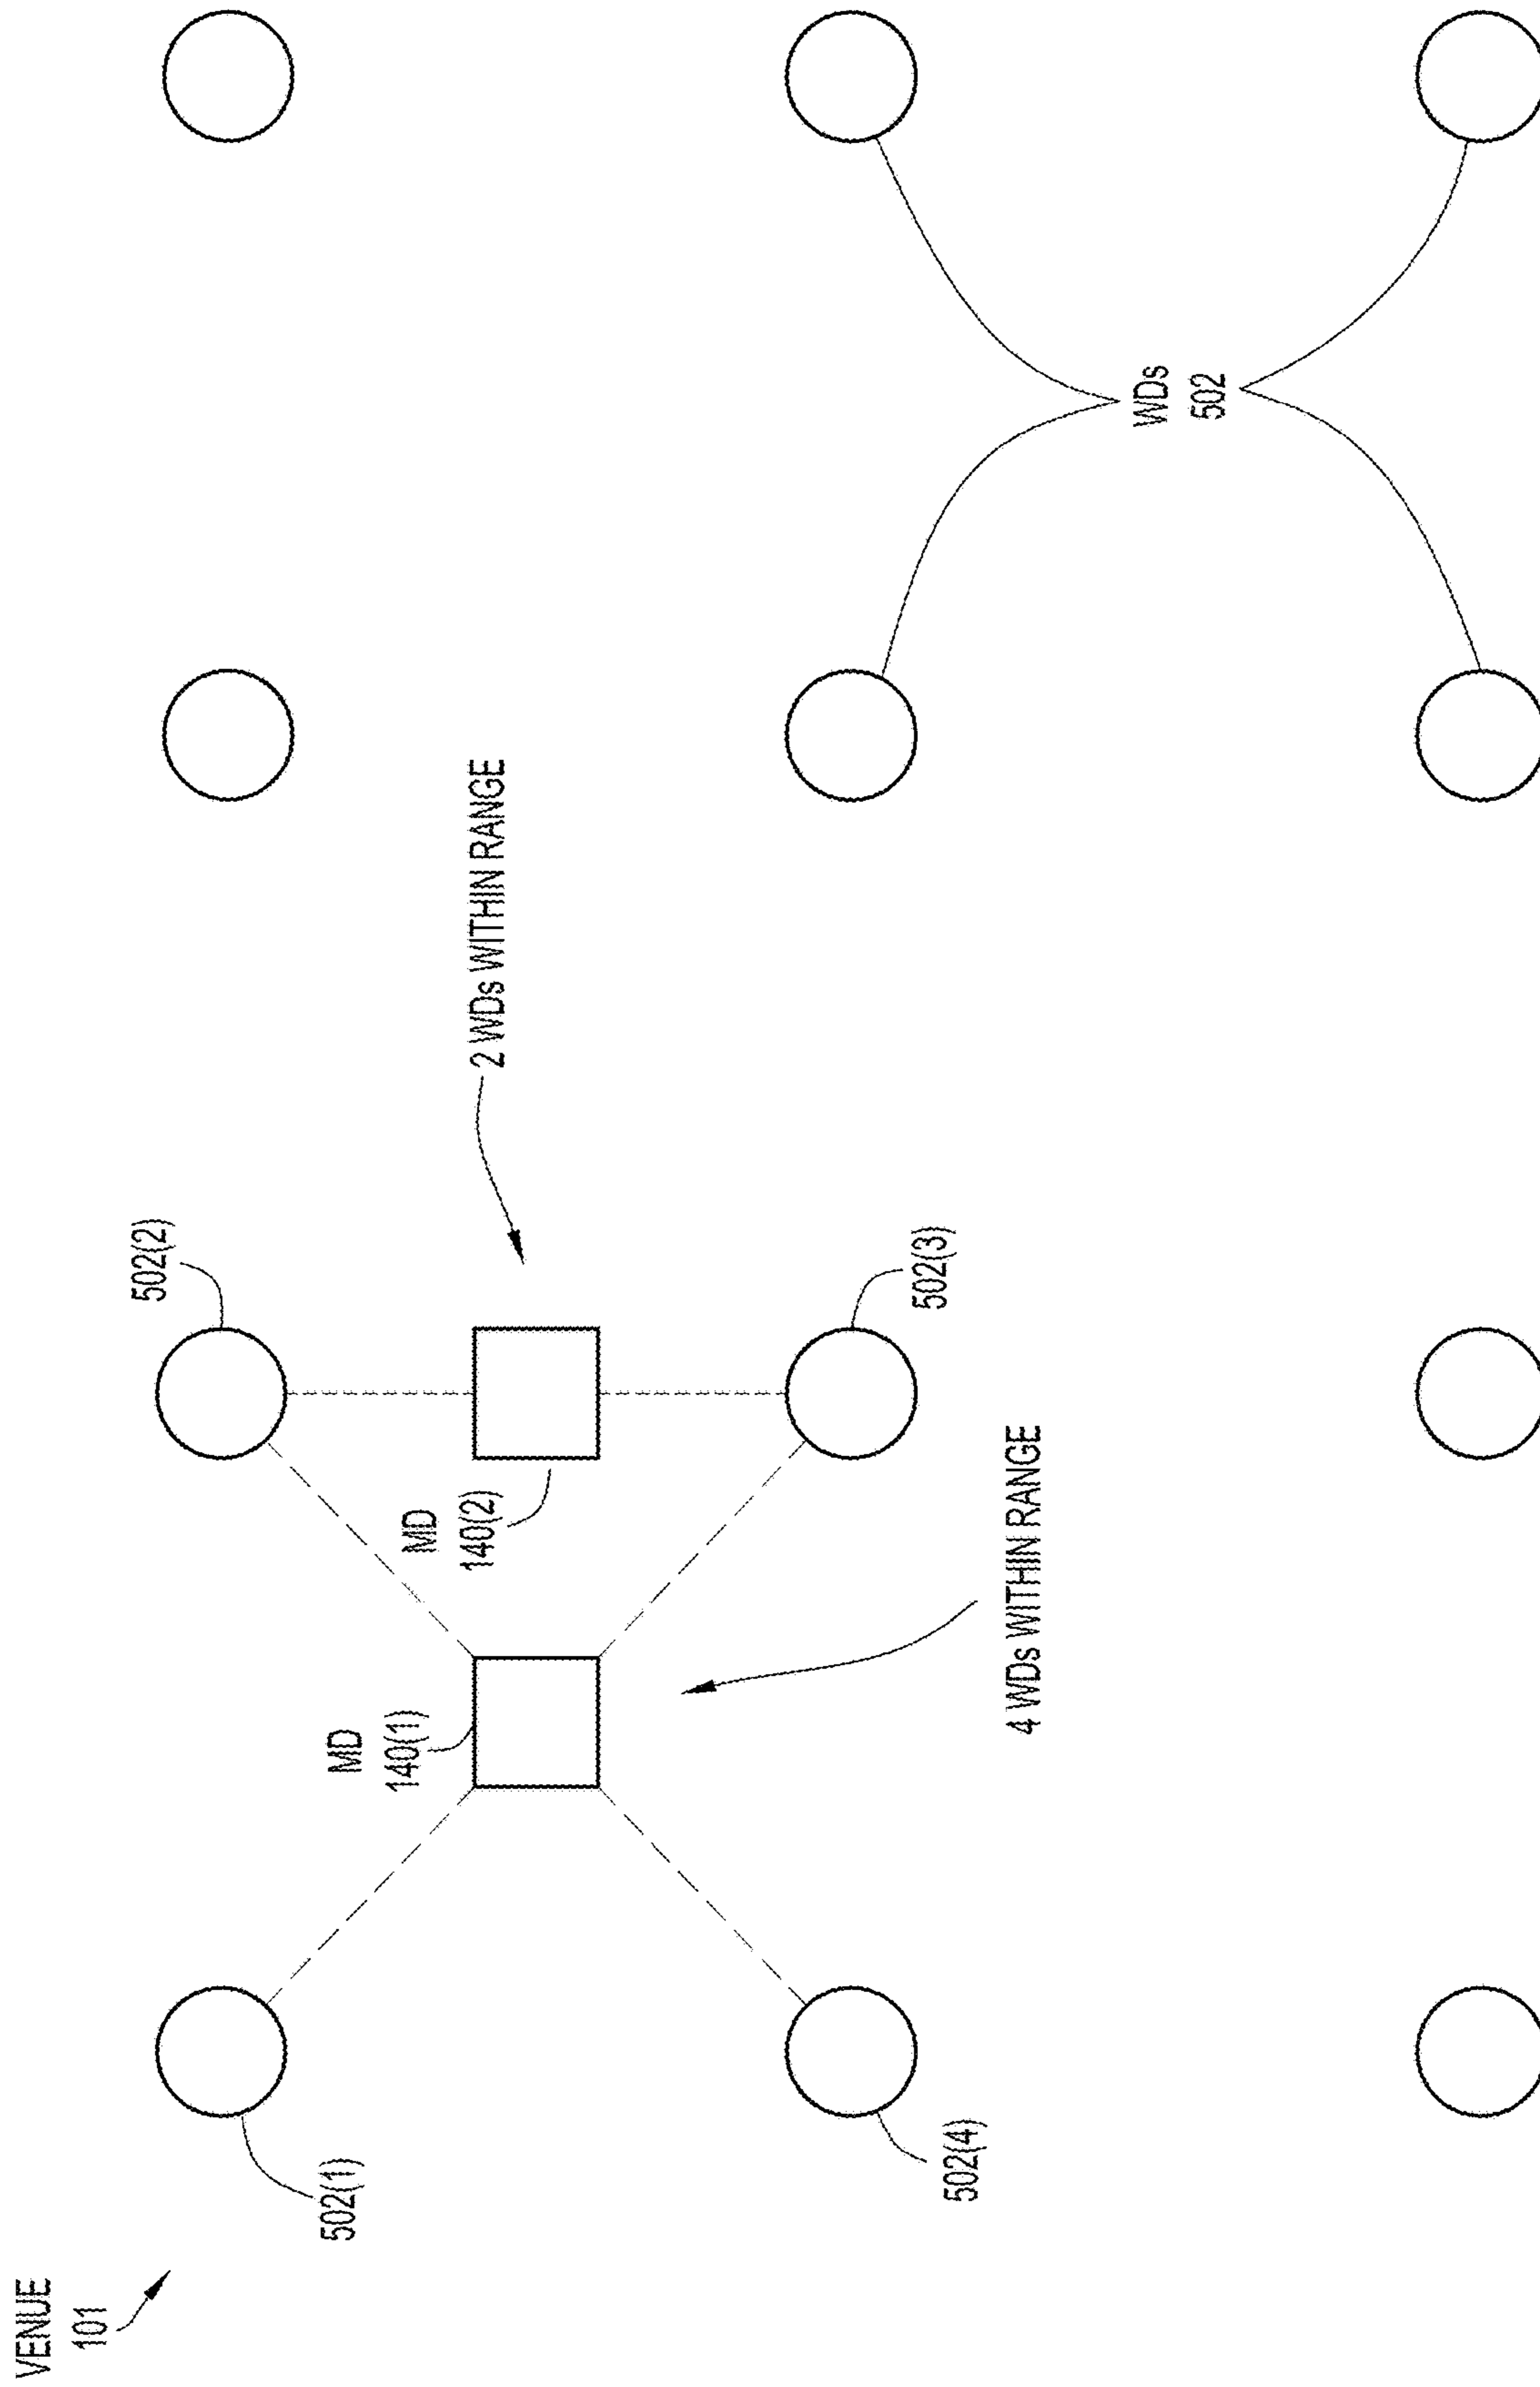 VENUE
101
502(1)
502(2)
MD
140(1)
MD
140(2)
2 WDs WITHIN RANGE
502(4)
502(3)
4 WDs WITHIN RANGE
WDs
502